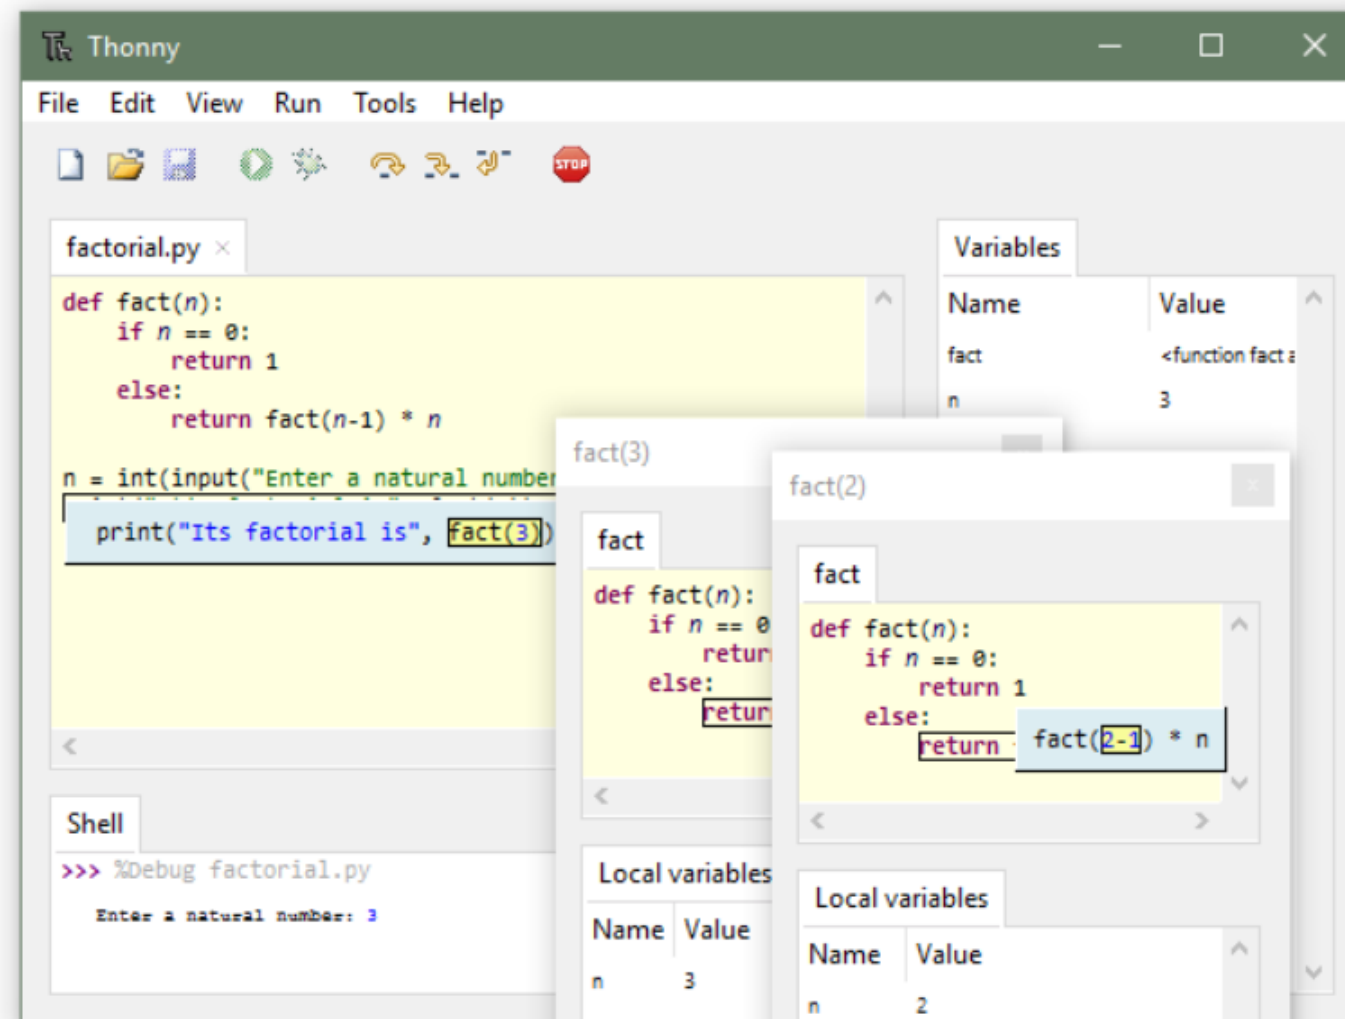 Thonny
File Edit View Run Tools Help
STOP
factorial.py
def fact(n):
    if n == 0:
        return 1
    else:
        return fact(n-1) * n
n = int(input("Enter a natural number
print("Its factorial is", fact(3))
Shell
>>> %Debug factorial.py
Enter a natural number: 3
Variables
Name Value
fact <function fact a
n 3
fact(3)
fact
def fact(n):
    if n == 0
        retur
    else:
        retur
Local variables
Name Value
n 3
fact(2)
fact
def fact(n):
    if n == 0:
        return 1
    else:
        return
fact(2-1) * n
Local variables
Name Value
n 2